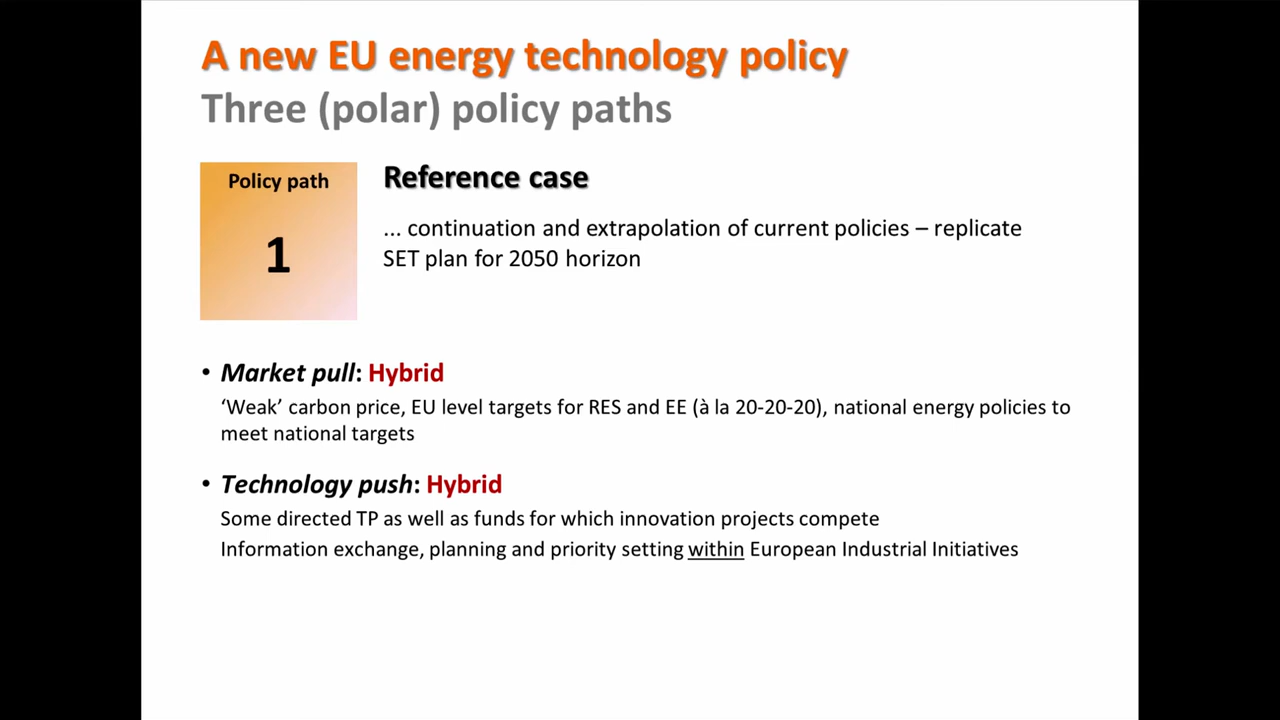 A new EU energy technology policy
Three (polar) policy paths
Policy path
1
Reference case
... continuation and extrapolation of current policies – replicate
SET plan for 2050 horizon
• Market pull: Hybrid
‘Weak’ carbon price, EU level targets for RES and EE (à la 20-20-20), national energy policies to
meet national targets
• Technology push: Hybrid
Some directed TP as well as funds for which innovation projects compete
Information exchange, planning and priority setting within European Industrial Initiatives